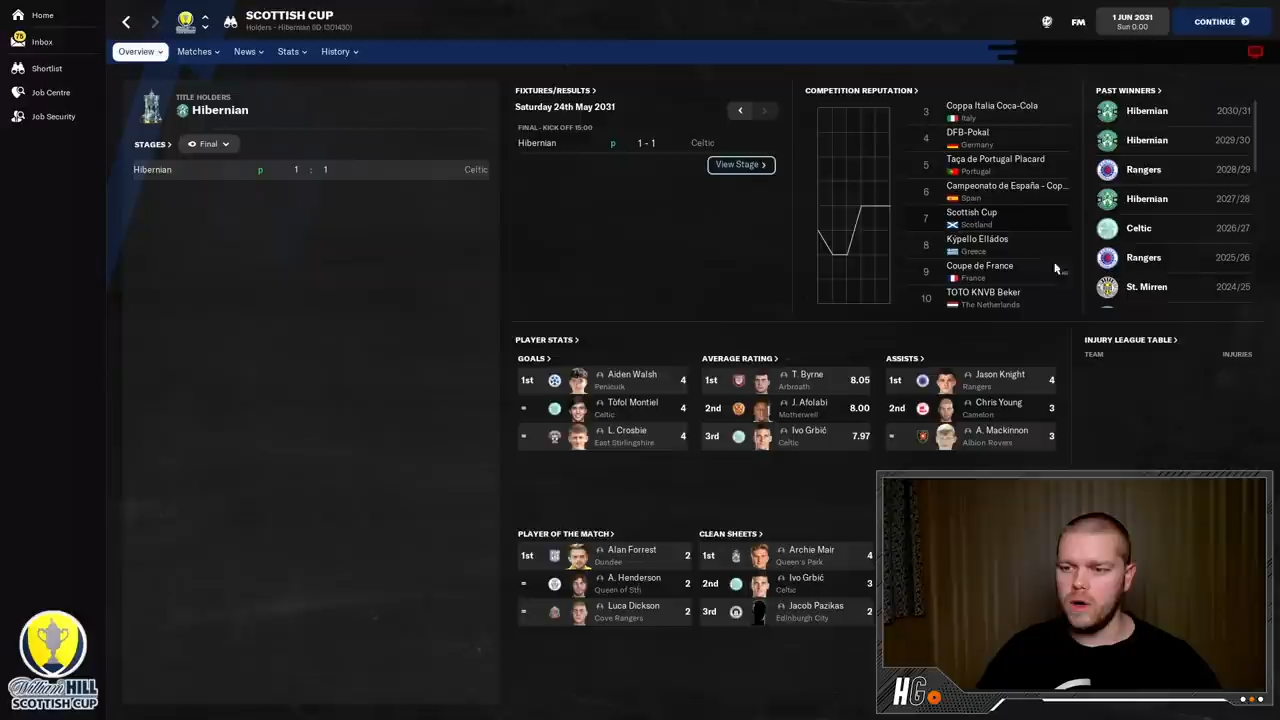 Home
75
Inbox
Shortlist
Job Centre
Job Security
SCOTTISH CUP
Holders - Hibernian (ID:1301430)
FM
1 JUN 2031
Sun 0:00
CONTINUE
Overview
Matches
News
Stats
History
TITLE HOLDERS
Hibernian
STAGES
Final
Hibernian p 1 : 1 Celtic
FIXTURES/RESULTS
Saturday 24th May 2031
FINAL - KICK OFF 15:00
Hibernian p 1 - 1 Celtic
View Stage
COMPETITION REPUTATION
3 Coppa Italia Coca-Cola
Italy
4 DFB-Pokal
Germany
5 Taça de Portugal Placard
Portugal
6 Campeonato de España - Cop...
Spain
7 Scottish Cup
Scotland
8 Kýpello Elládos
Greece
9 Coupe de France
France
10 TOTO KNVB Beker
The Netherlands
PAST WINNERS
Hibernian 2030/31
Hibernian 2029/30
Rangers 2028/29
Hibernian 2027/28
Celtic 2026/27
Rangers 2025/26
St. Mirren 2024/25
PLAYER STATS
GOALS
1st Aiden Walsh 4
Penicuik
= Töfol Montiel 4
Celtic
= L. Crosbie 4
East Stirlingshire
AVERAGE RATING
1st T. Byrne 8.05
Arbroath
2nd J. Afolabi 8.00
Motherwell
3rd Ivo Grbić 7.97
Celtic
ASSISTS
1st Jason Knight 4
Rangers
2nd Chris Young 3
Camelon
= A. Mackinnon 3
Albion Rovers
INJURY LEAGUE TABLE
TEAM INJURIES
PLAYER OF THE MATCH
1st Alan Forrest 2
Dundee
= A. Henderson 2
Queen of Sth
= Luca Dickson 2
Cove Rangers
CLEAN SHEETS
1st Archie Mair 4
Queen's Park
2nd Ivo Grbić 3
Celtic
3rd Jacob Pazikas 2
Edinburgh City
William HILL
SCOTTISH CUP
HG